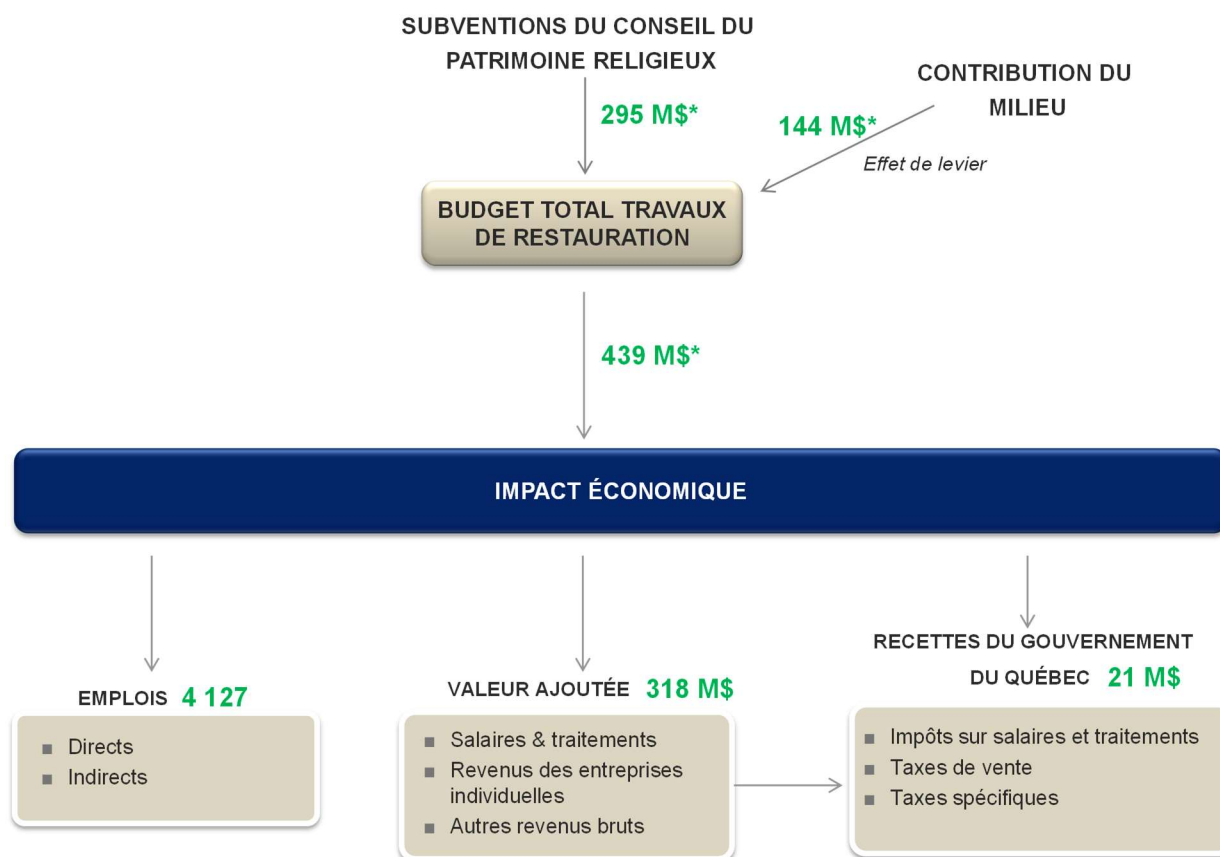 SUBVENTIONS DU CONSEIL DU
PATRIMOINE RELIGIEUX
CONTRIBUTION DU
MILIEU
295 M$*
144 M$*
Effet de levier
BUDGET TOTAL TRAVAUX
DE RESTAURATION
439 M$*
IMPACT ÉCONOMIQUE
EMPLOIS 4 127
■ Directs
■ Indirects
VALEUR AJOUTÉE 318 M$
■ Salaires & traitements
■ Revenus des entreprises
individuelles
■ Autres revenus bruts
RECETTES DU GOUVERNEMENT
DU QUÉBEC 21 M$
■ Impôts sur salaires et traitements
■ Taxes de vente
■ Taxes spécifiques